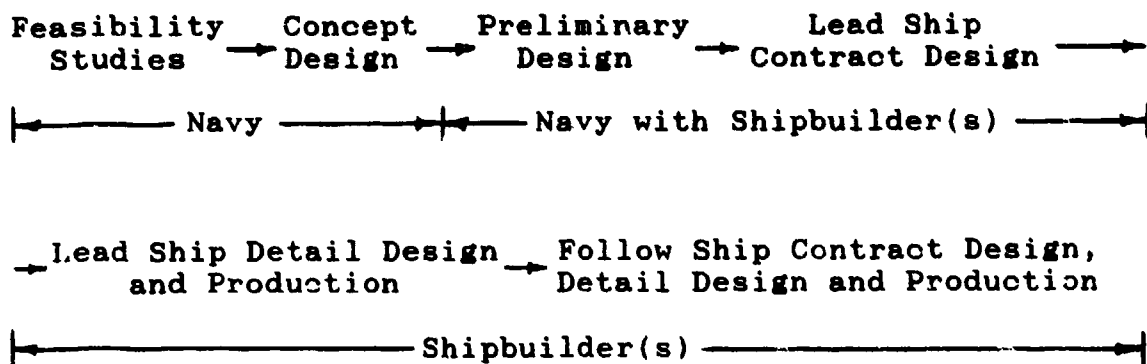 Feasibility Concept Preliminary Lead Ship
Studies Design Design Contract Design
Navy Navy with Shipbuilder(s)
Lead Ship Detail Design Follow Ship Contract Design,
and Production Detail Design and Production
Shipbuilder(s)